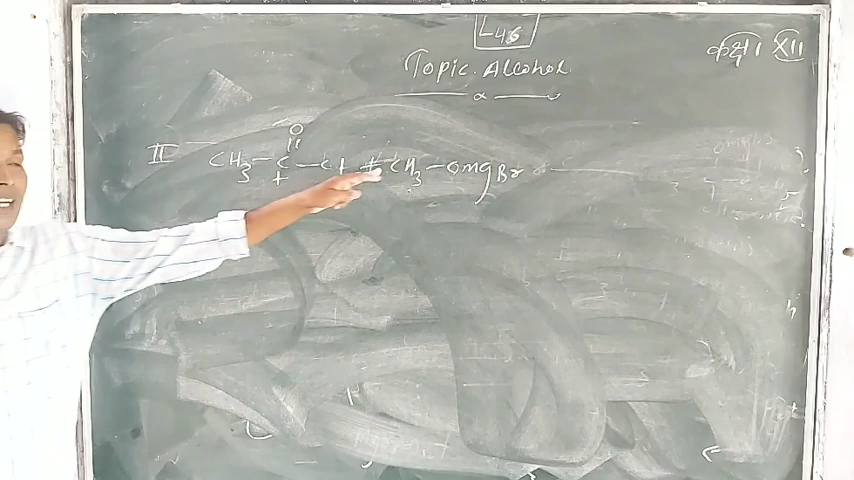 L46
Topic. Alcohol
कक्षा XII
II CH3-C-Cl + CH3-OMgBr
O